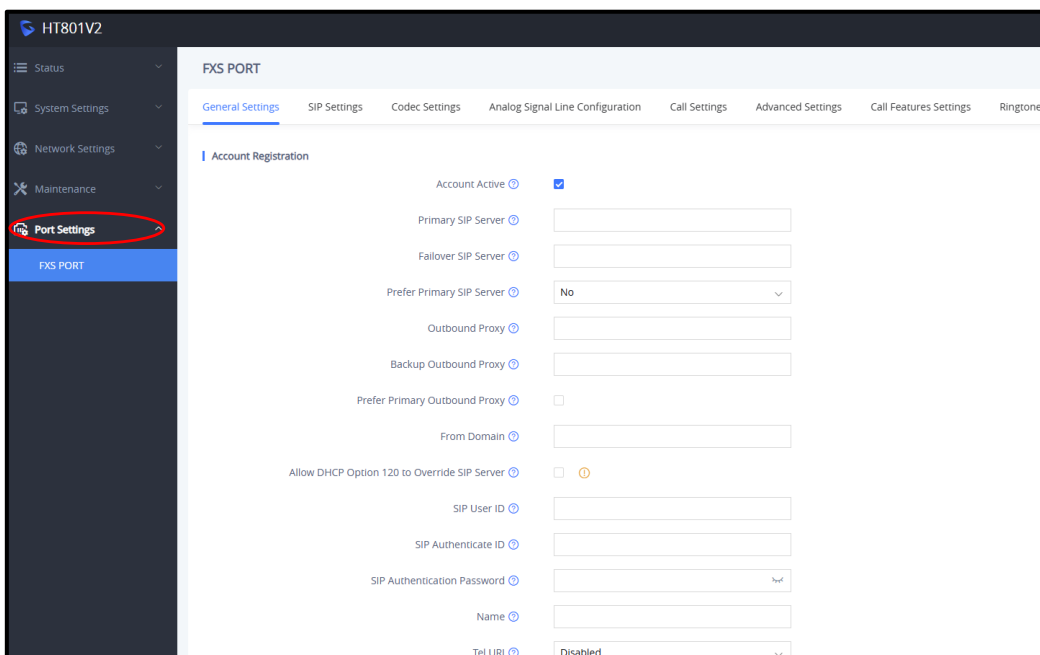 HT801V2
Status
System Settings
Network Settings
Maintenance
Port Settings
FXS PORT
FXS PORT
General Settings SIP Settings Codec Settings Analog Signal Line Configuration Call Settings Advanced Settings Call Features Settings Ringtone
Account Registration
Account Active
Primary SIP Server
Failover SIP Server
Prefer Primary SIP Server No
Outbound Proxy
Backup Outbound Proxy
Prefer Primary Outbound Proxy
From Domain
Allow DHCP Option 120 to Override SIP Server
SIP User ID
SIP Authenticate ID
SIP Authentication Password
Name
Tel URI Disabled